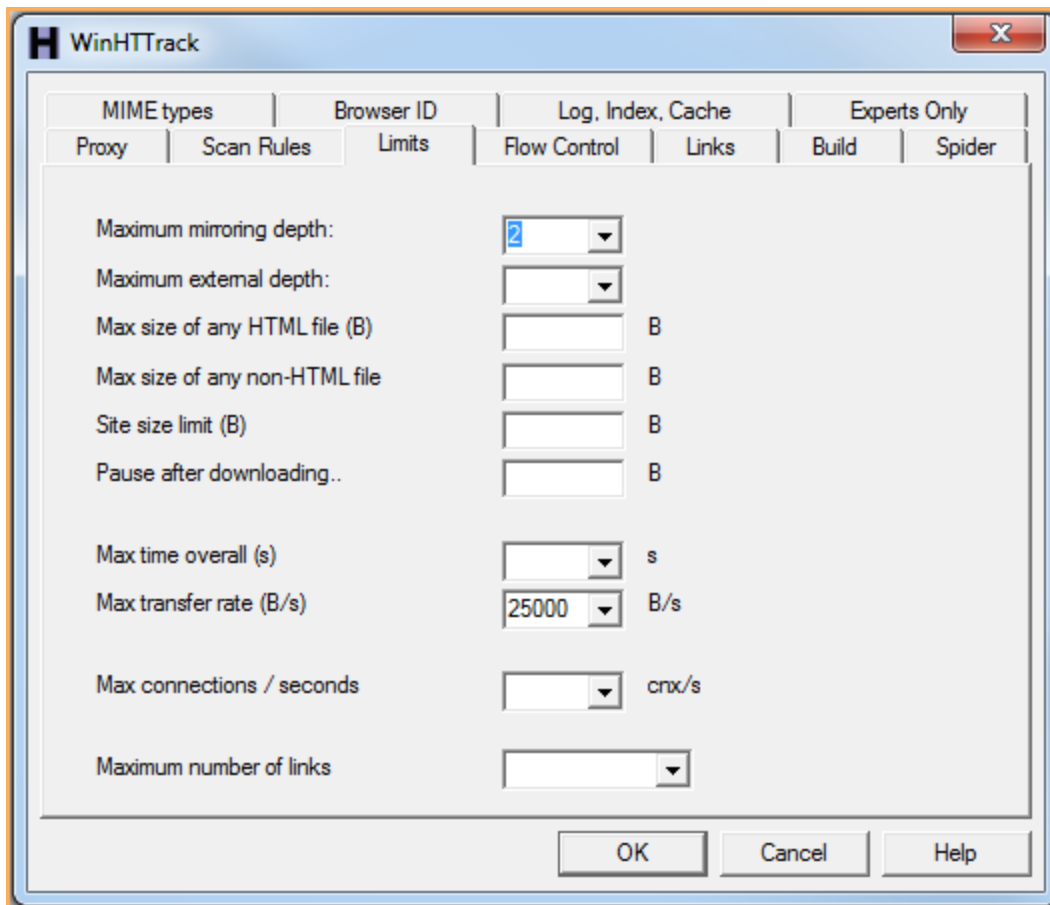 WinHTTrack
MIME types Browser ID Log, Index, Cache Experts Only
Proxy Scan Rules Limits Flow Control Links Build Spider
Maximum mirroring depth: 2
Maximum external depth:
Max size of any HTML file (B) B
Max size of any non-HTML file B
Site size limit (B) B
Pause after downloading.. B
Max time overall (s) s
Max transfer rate (B/s) 25000 B/s
Max connections / seconds cnx/s
Maximum number of links
OK Cancel Help